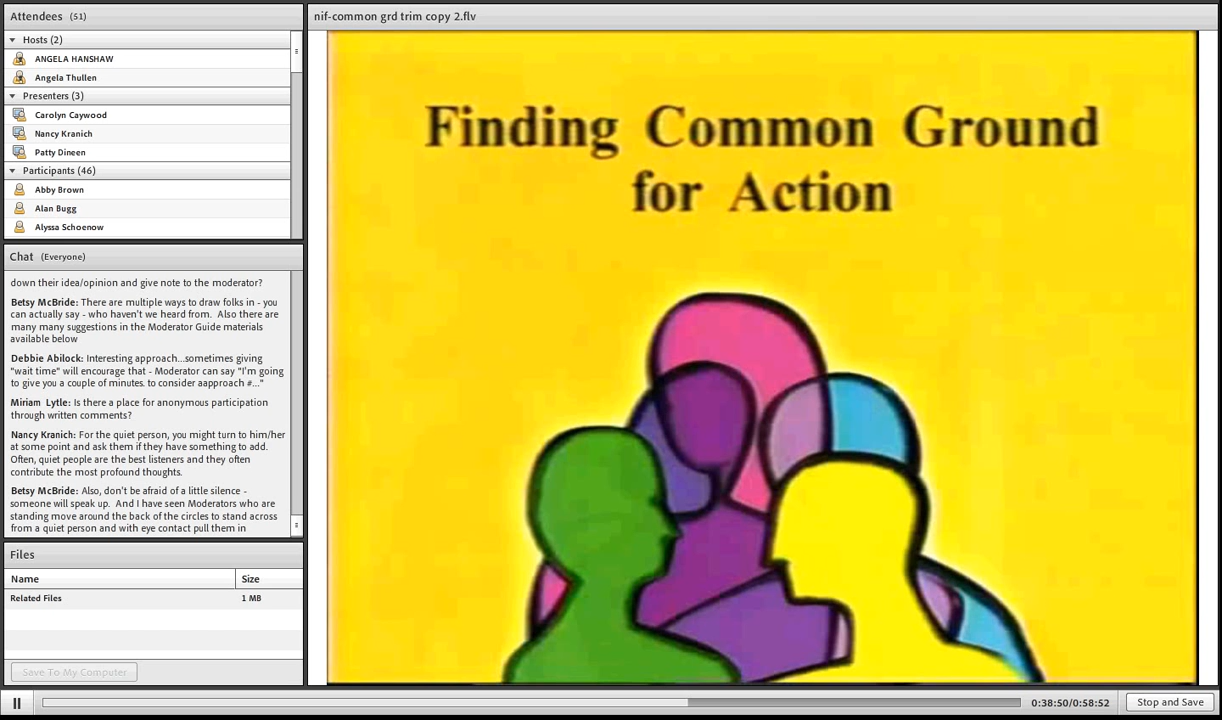 Attendees (51)
Hosts (2)
ANGELA HANSHAW
Angela Thullen
Presenters (3)
Carolyn Caywood
Nancy Kranich
Patty Dineen
Participants (46)
Abby Brown
Alan Bugg
Alyssa Schoenow
Chat (Everyone)
down their idea/opinion and give note to the moderator?
Betsy McBride: There are multiple ways to draw folks in - you
can actually say - who haven't we heard from. Also there are
many many suggestions in the Moderator Guide materials
available below
Debbie Abilock: Interesting approach...sometimes giving
"wait time" will encourage that - Moderator can say "I'm going
to give you a couple of minutes. to consider aapproach #..."
Miriam Lytle: Is there a place for anonymous participation
through written comments?
Nancy Kranich: For the quiet person, you might turn to him/her
at some point and ask them if they have something to add.
Often, quiet people are the best listeners and they often
contribute the most profound thoughts.
Betsy McBride: Also, don't be afraid of a little silence -
someone will speak up. And I have seen Moderators who are
standing move around the back of the circles to stand across
from a quiet person and with eye contact pull them in
Files
Name Size
Related Files 1 MB
Save To My Computer
nif-common grd trim copy 2.flv
Finding Common Ground
for Action
0:38:50/0:58:52
Stop and Save